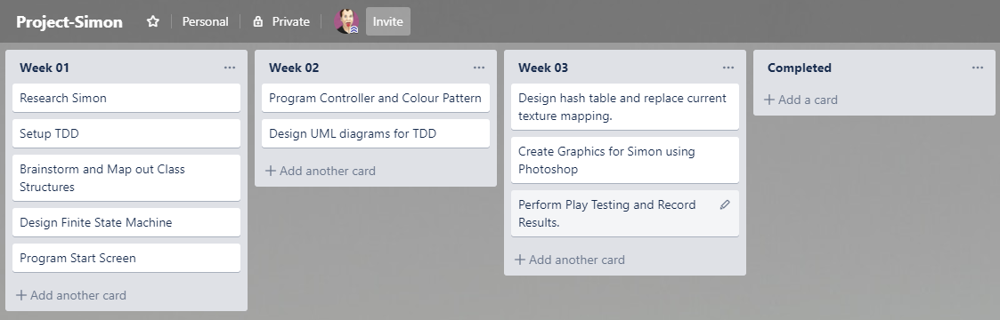 Project-Simon
Personal
Private
Invite
Week 01
Research Simon
Setup TDD
Brainstorm and Map out Class
Structures
Design Finite State Machine
Program Start Screen
+ Add another card
Week 02
Program Controller and Colour Pattern
Design UML diagrams for TDD
+ Add another card
Week 03
Design hash table and replace current
texture mapping.
Create Graphics for Simon using
Photoshop
Perform Play Testing and Record
Results.
+ Add another card
Completed
+ Add a card